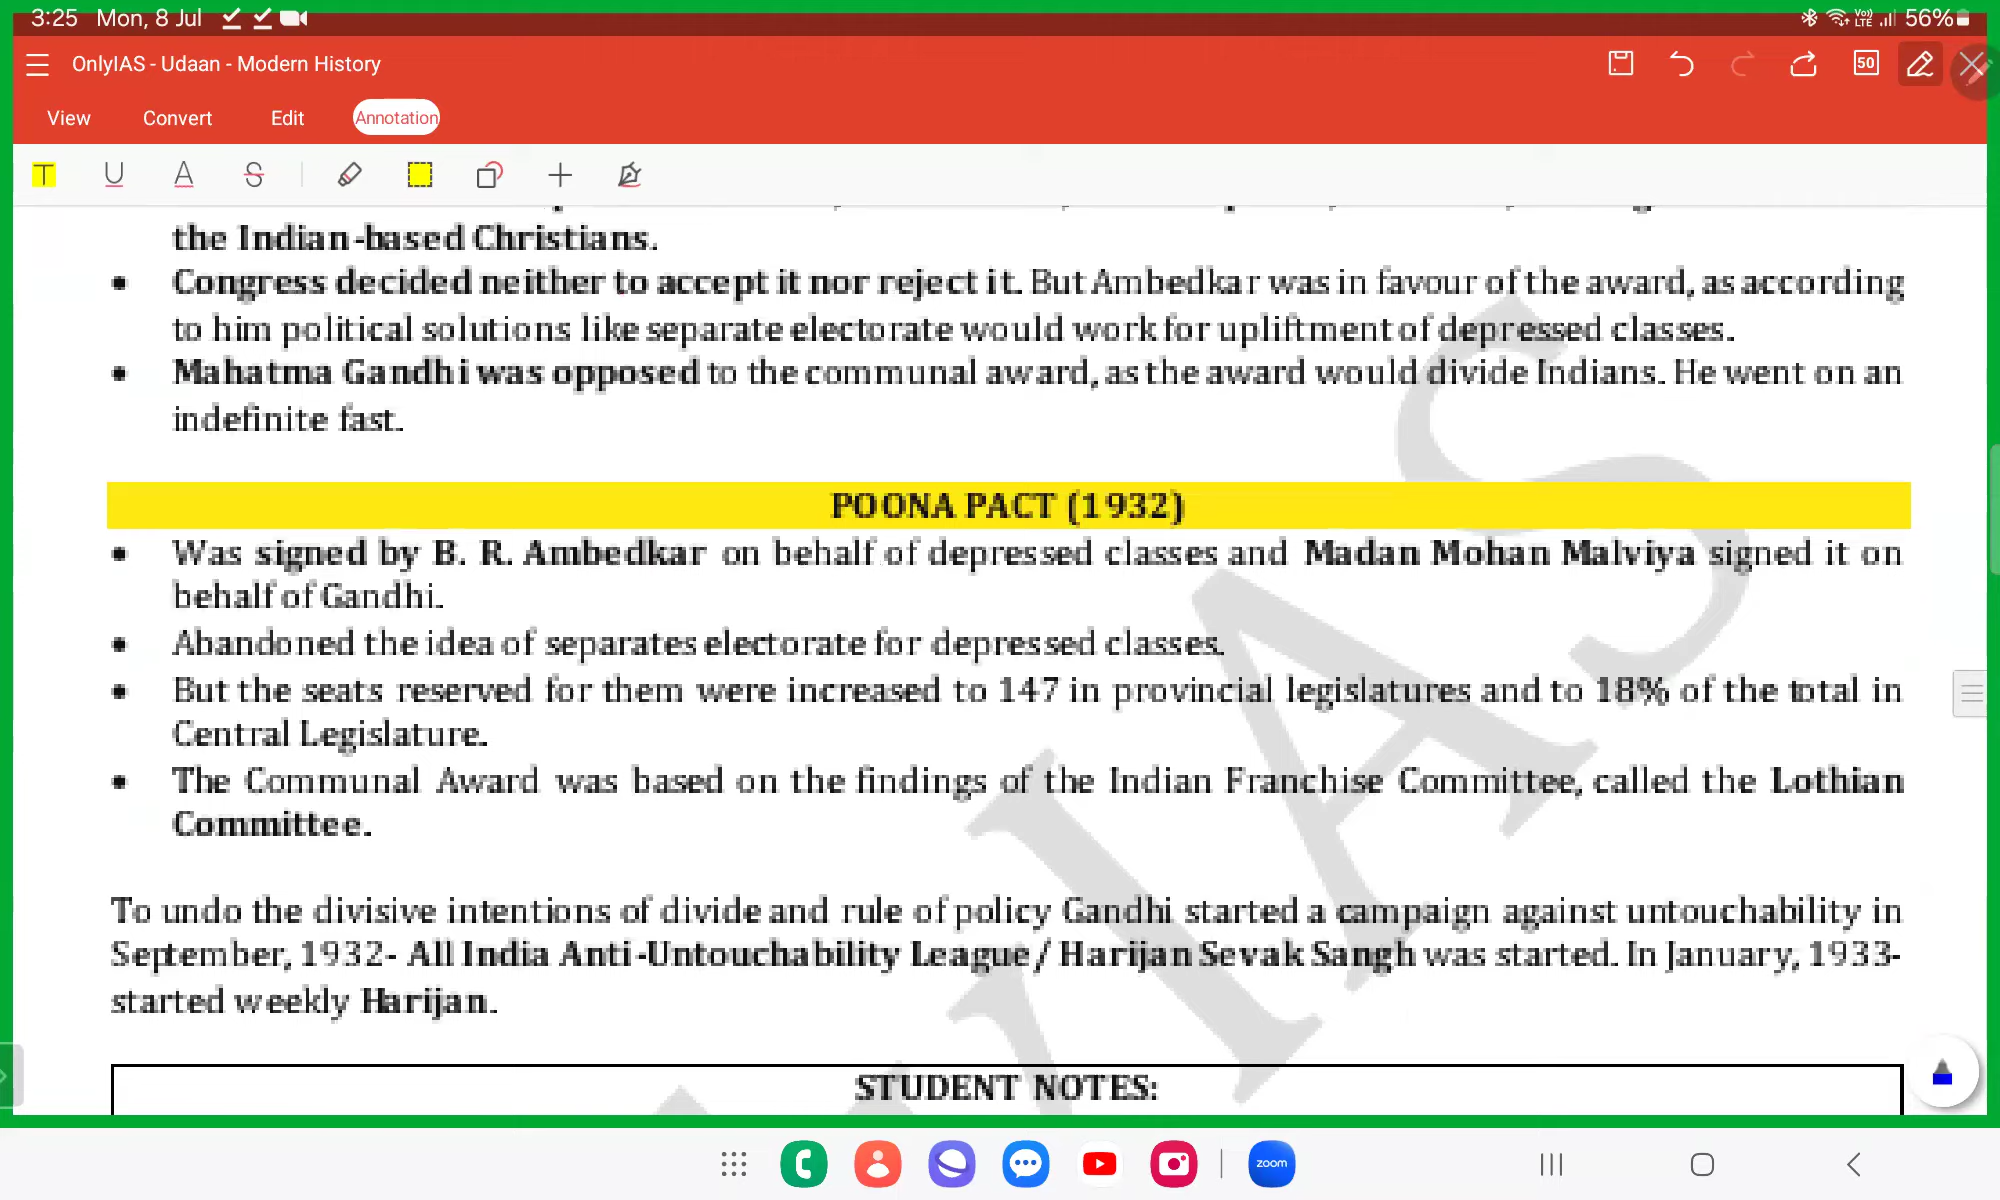 3:25 Mon, 8 Jul
Vo)) LTE 56%
OnlyIAS - Udaan - Modern History
50
View Convert Edit Annotation
T U A S
the Indian-based Christians.
• Congress decided neither to accept it nor reject it. But Ambedkar was in favour of the award, as according
to him political solutions like separate electorate would work for upliftment of depressed classes.
• Mahatma Gandhi was opposed to the communal award, as the award would divide Indians. He went on an
indefinite fast.
POONA PACT (1932)
• Was signed by B. R. Ambedkar on behalf of depressed classes and Madan Mohan Malviya signed it on
behalf of Gandhi.
• Abandoned the idea of separates electorate for depressed classes.
• But the seats reserved for them were increased to 147 in provincial legislatures and to 18% of the total in
Central Legislature.
• The Communal Award was based on the findings of the Indian Franchise Committee, called the Lothian
Committee.
To undo the divisive intentions of divide and rule of policy Gandhi started a campaign against untouchability in
September, 1932- All India Anti-Untouchability League/ Harijan Sevak Sangh was started. In January, 1933-
started weekly Harijan.
STUDENT NOTES:
zoom